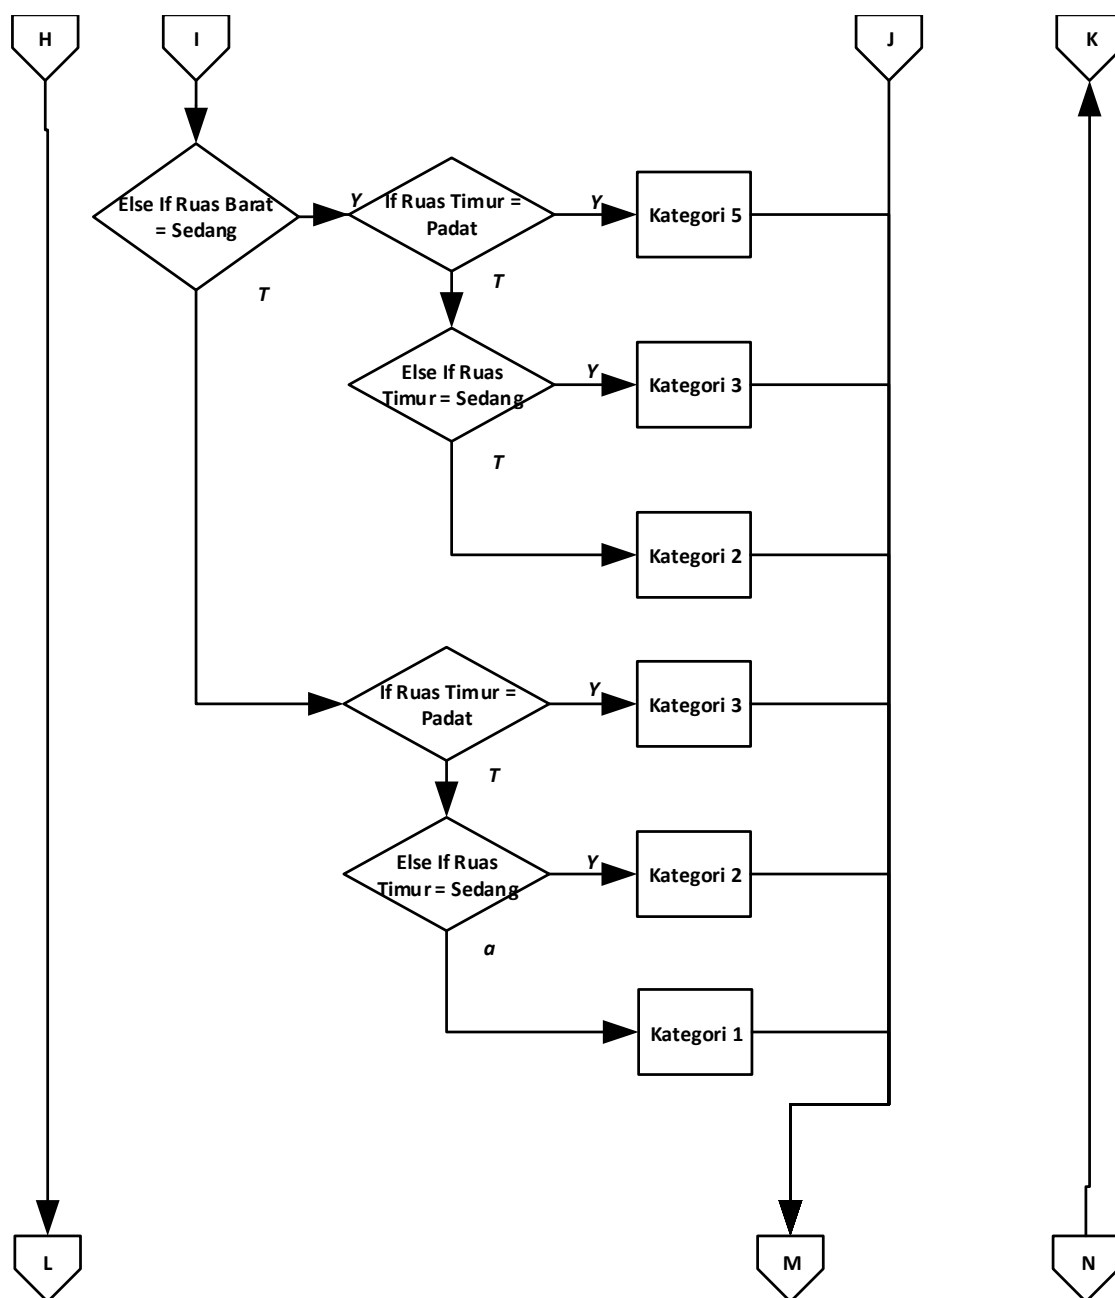 H
I
J
K
Else If Ruas Barat
= Sedang
Y
If Ruas Timur =
Padat
Y
Kategori 5
T
T
Else If Ruas
Timur = Sedang
Y
Kategori 3
T
Kategori 2
If Ruas Timur =
Padat
Y
Kategori 3
T
Else If Ruas
Timur = Sedang
Y
Kategori 2
a
Kategori 1
L
M
N